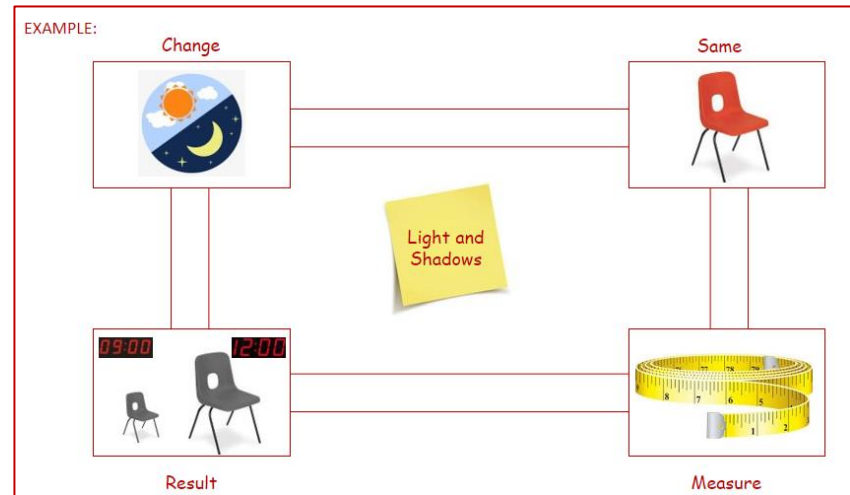 EXAMPLE:
Change
Same
Light and
Shadows
09:00
12:00
Result
Measure